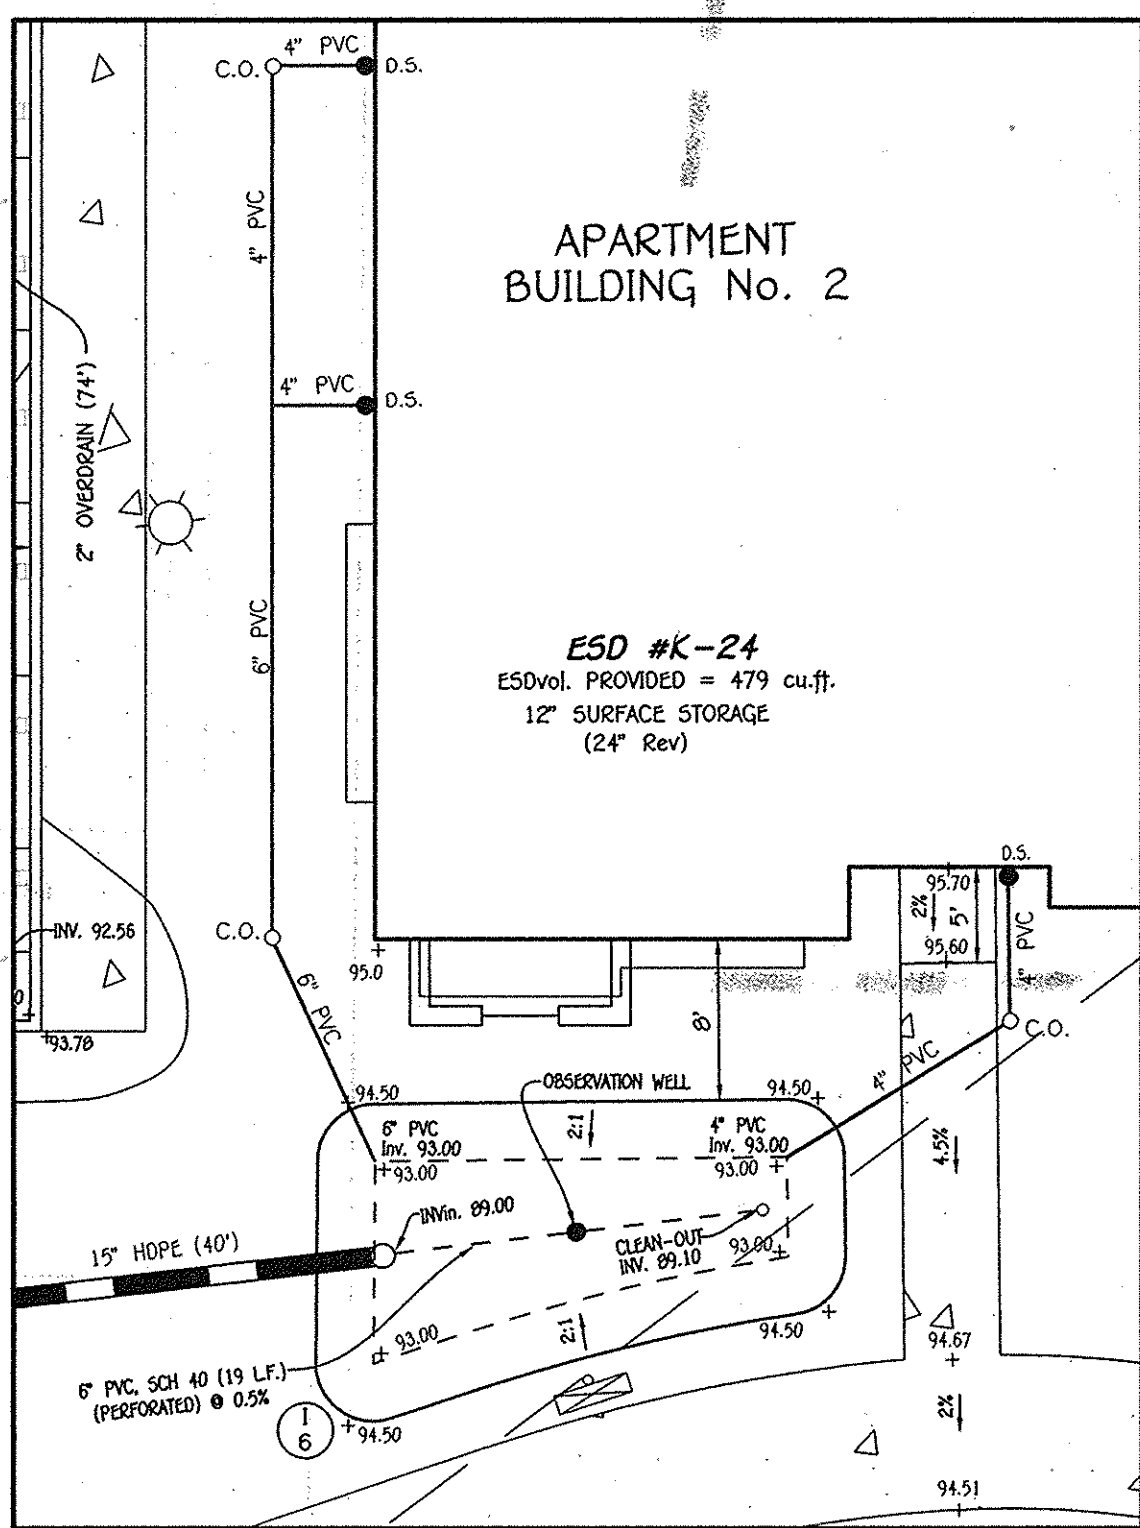 4" PVC
C.O.
D.S.
4" PVC
APARTMENT
BUILDING No. 2
4" PVC
D.S.
2" OVERDRAIN (74')
6" PVC
ESD #K-24
ESDvol. PROVIDED = 479 cu.ft.
12" SURFACE STORAGE
(24" Rev)
D.S.
95.70
2%
5'
4" PVC
95.60
INV. 92.56
C.O.
95.0
6" PVC
8'
C.O.
93.78
4" PVC
OBSERVATION WELL
94.50
94.50
6" PVC
Inv. 93.00
93.00
2:1
4" PVC
Inv. 93.00
93.00
4.5%
INVin. 89.00
15" HDPE (40')
CLEAN-OUT
INV. 89.10
93.00
93.00
2:1
94.50
94.67
6" PVC, SCH 40 (19 L.F.)
(PERFORATED) @ 0.5%
I
6
94.50
2%
94.51